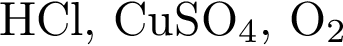 HCl, CuSO₄, O₂